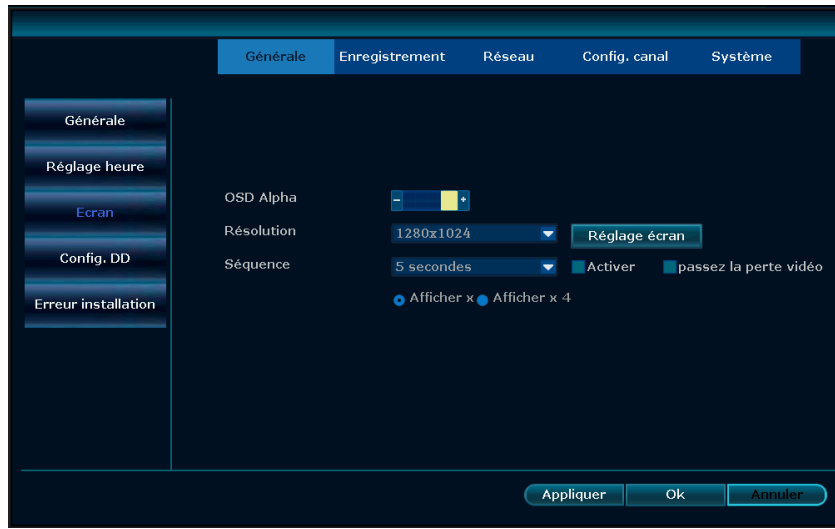 Générale Enregistrement Réseau Config. canal Système
Générale
Réglage heure
Ecran
Config. DD
Erreur installation
OSD Alpha - +
Résolution 1280x1024 Réglage écran
Séquence 5 secondes Activer passez la perte vidéo
Afficher x Afficher x 4
Appliquer Ok Annuler